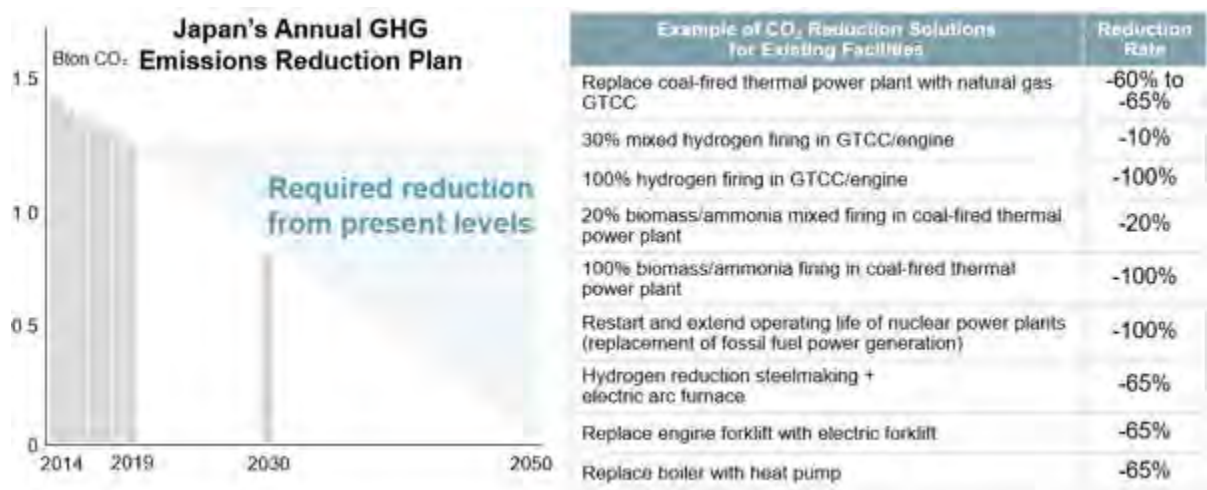 Japan's Annual GHG
Bton CO₂ Emissions Reduction Plan
1.5
1.0
0.5
0
Required reduction
from present levels
2014 2019 2030 2050
Example of CO₂ Reduction Solutions
for Existing Facilities
Reduction
Rate
Replace coal-fired thermal power plant with natural gas
GTCC
-60% to
-65%
30% mixed hydrogen firing in GTCC/engine
-10%
100% hydrogen firing in GTCC/engine
-100%
20% biomass/ammonia mixed firing in coal-fired thermal
power plant
-20%
100% biomass/ammonia firing in coal-fired thermal
power plant
-100%
Restart and extend operating life of nuclear power plants
(replacement of fossil fuel power generation)
-100%
Hydrogen reduction steelmaking +
electric arc furnace
-65%
Replace engine forklift with electric forklift
-65%
Replace boiler with heat pump
-65%